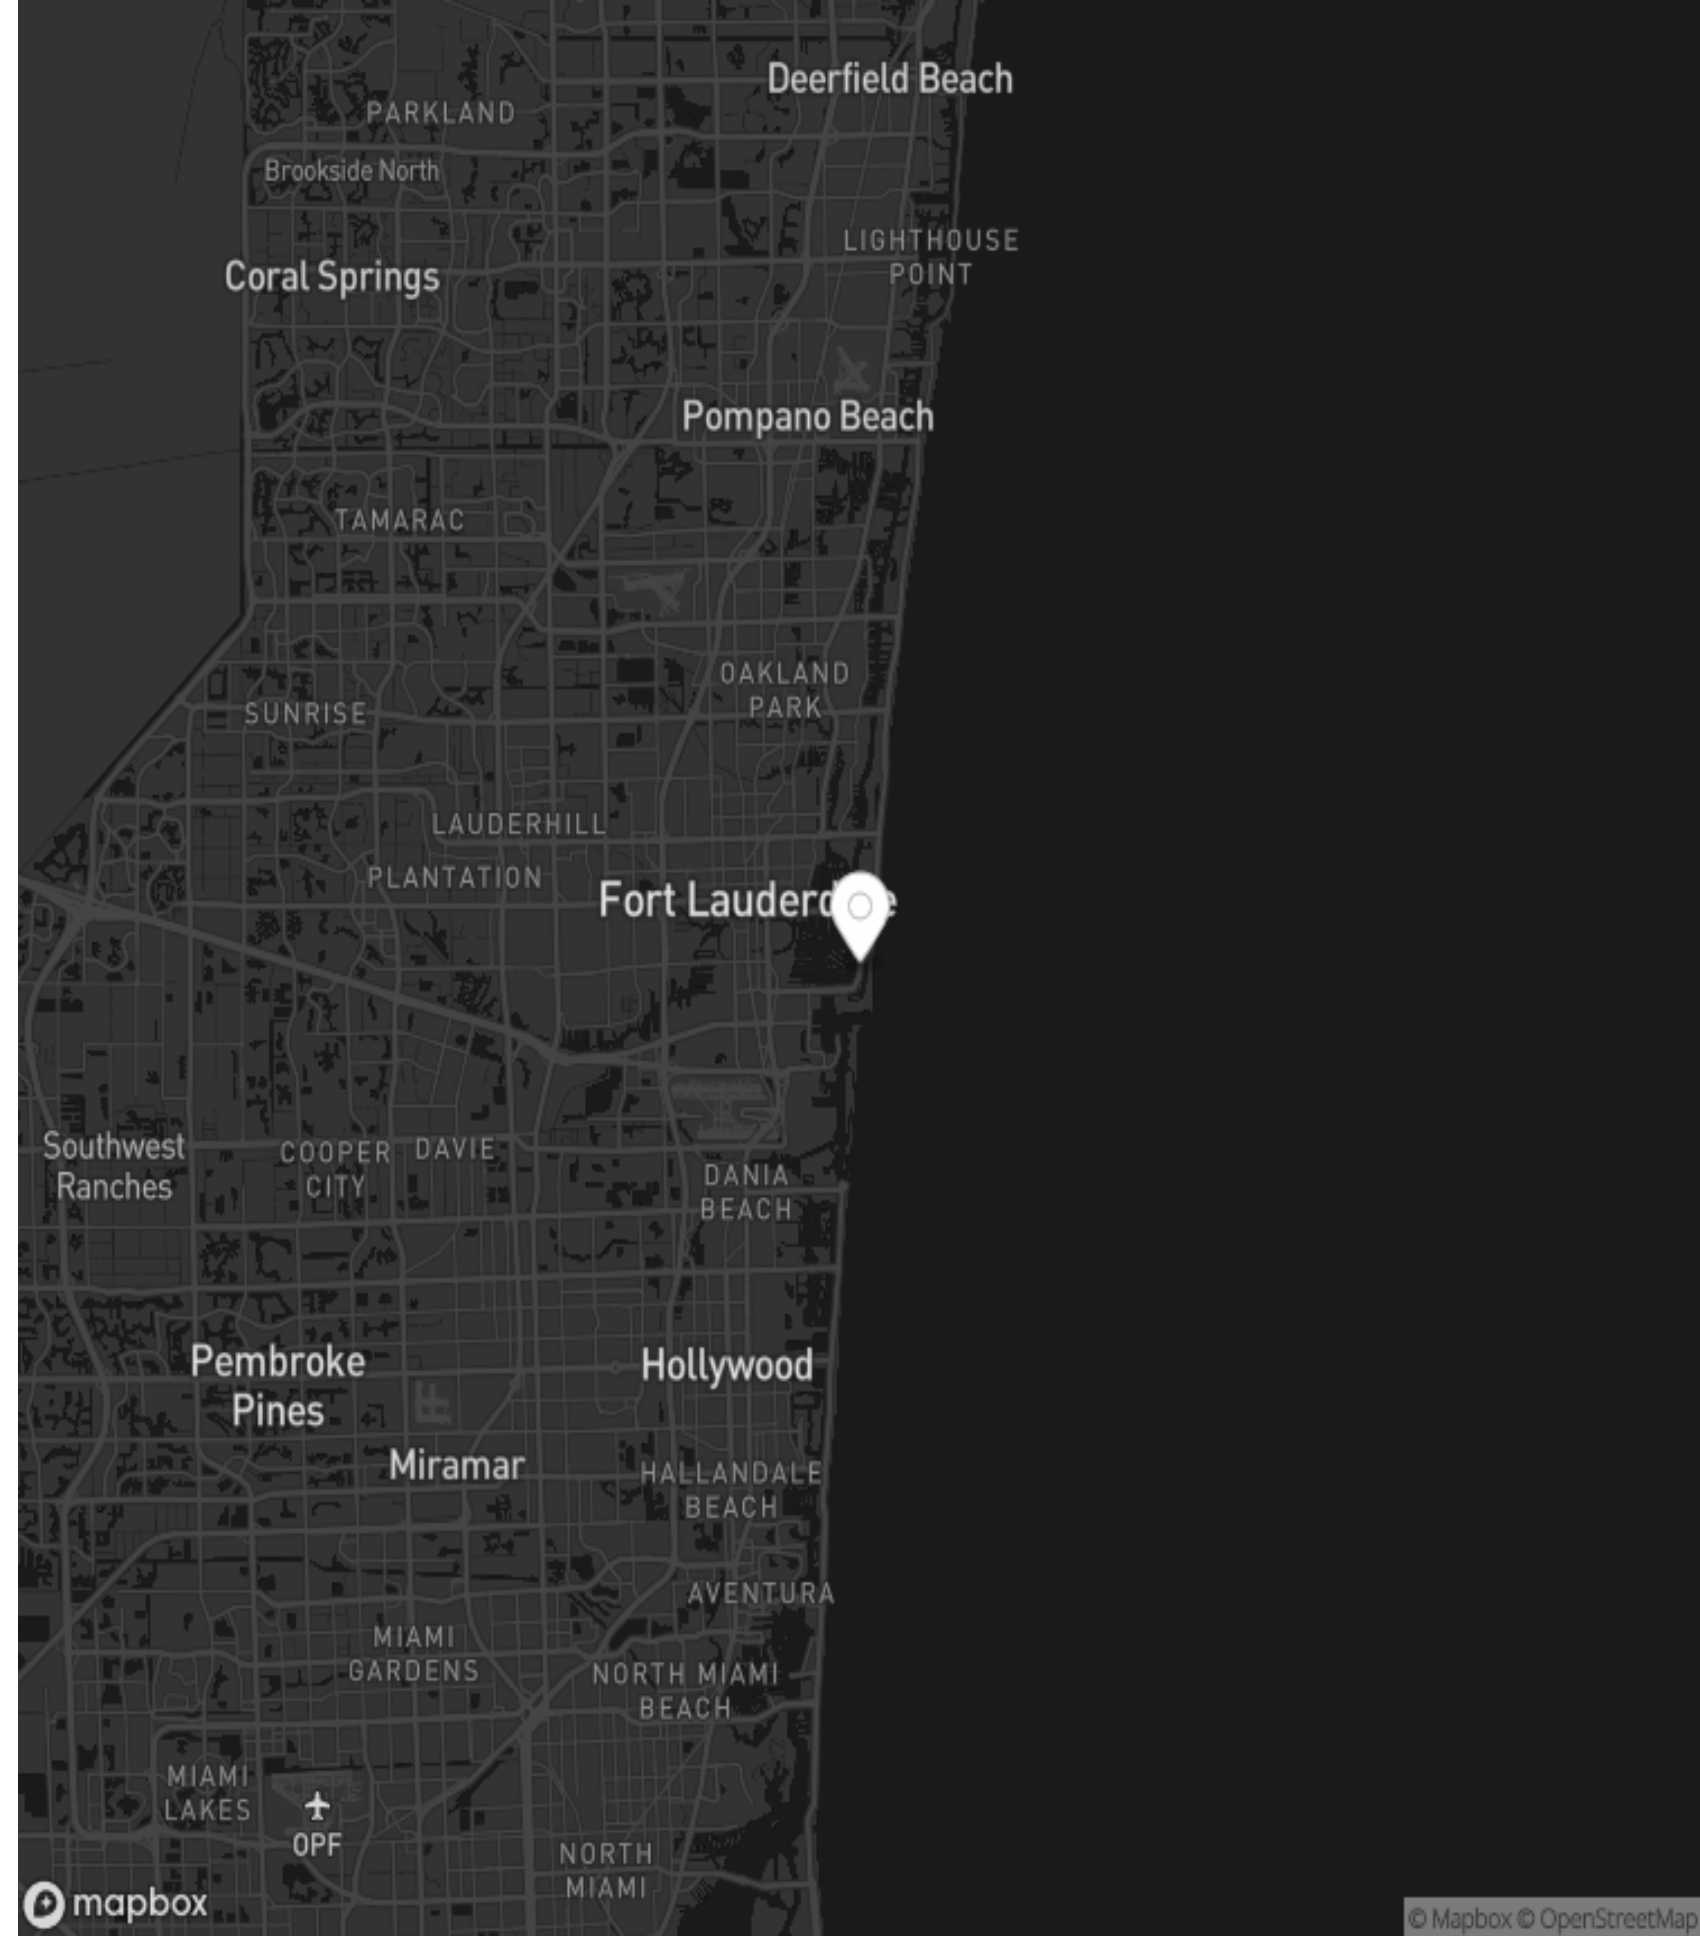 Deerfield Beach
PARKLAND
Brookside North
LIGHTHOUSE
POINT
Coral Springs
Pompano Beach
TAMARAC
OAKLAND
PARK
SUNRISE
LAUDERHILL
PLANTATION
Fort Lauderd e
Southwest
Ranches
COOPER
CITY
DAVIE
DANIA
BEACH
Pembroke
Pines
Hollywood
Miramar
HALLANDALE
BEACH
AVENTURA
MIAMI
GARDENS
NORTH MIAMI
BEACH
MIAMI
LAKES
OPF
NORTH
MIAMI
mapbox
© Mapbox © OpenStreetMap